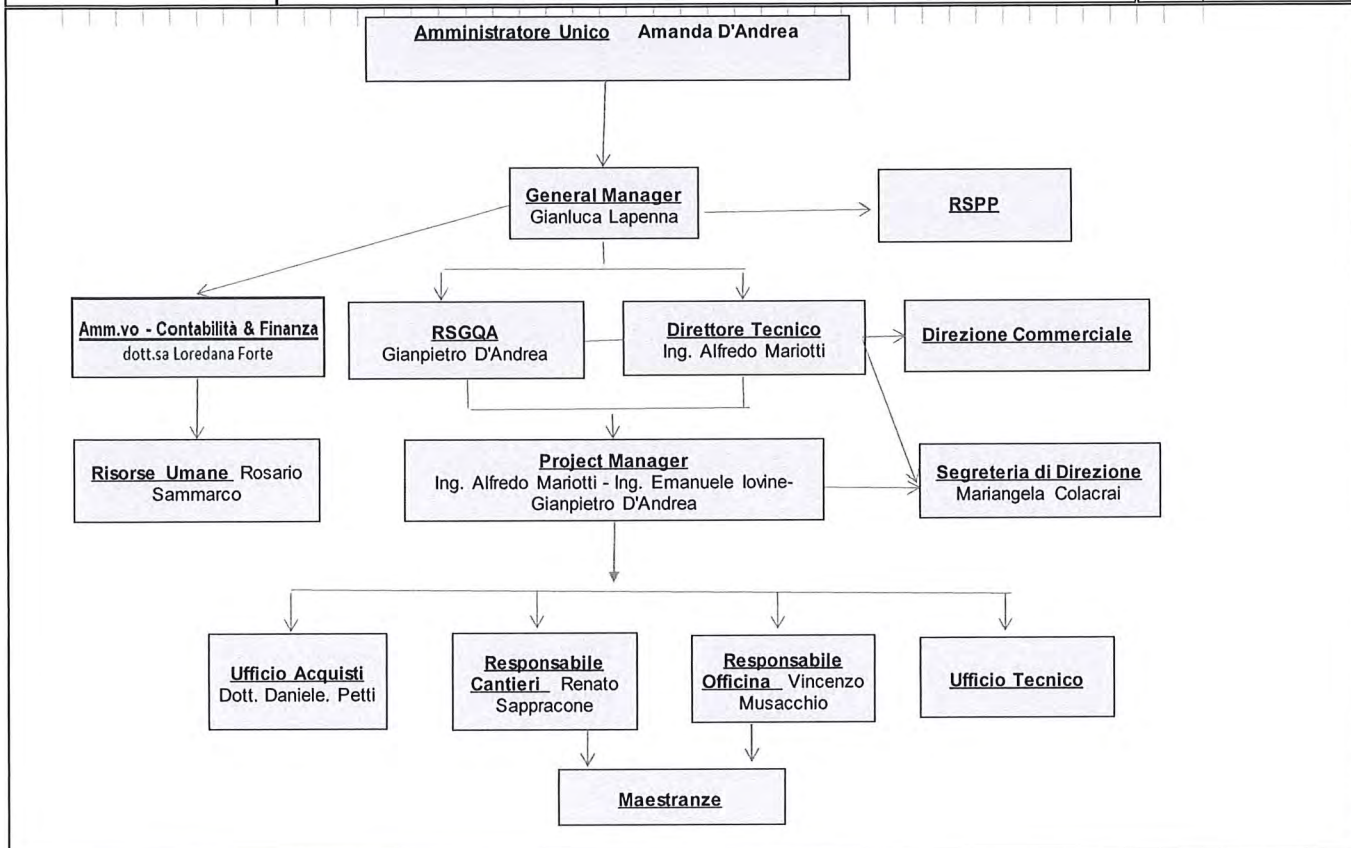 Amministratore Unico Amanda D'Andrea
General Manager
Gianluca Lapenna
RSPP
Amm.vo - Contabilità & Finanza
dott.sa Loredana Forte
RSGQA
Gianpietro D'Andrea
Direttore Tecnico
Ing. Alfredo Mariotti
Direzione Commerciale
Risorse Umane Rosario
Sammarco
Project Manager
Ing. Alfredo Mariotti - Ing. Emanuele Iovine-
Gianpietro D'Andrea
Segreteria di Direzione
Mariangela Colacrai
Ufficio Acquisti
Dott. Daniele. Petti
Responsabile
Cantieri Renato
Sappracone
Responsabile
Officina Vincenzo
Musacchio
Ufficio Tecnico
Maestranze